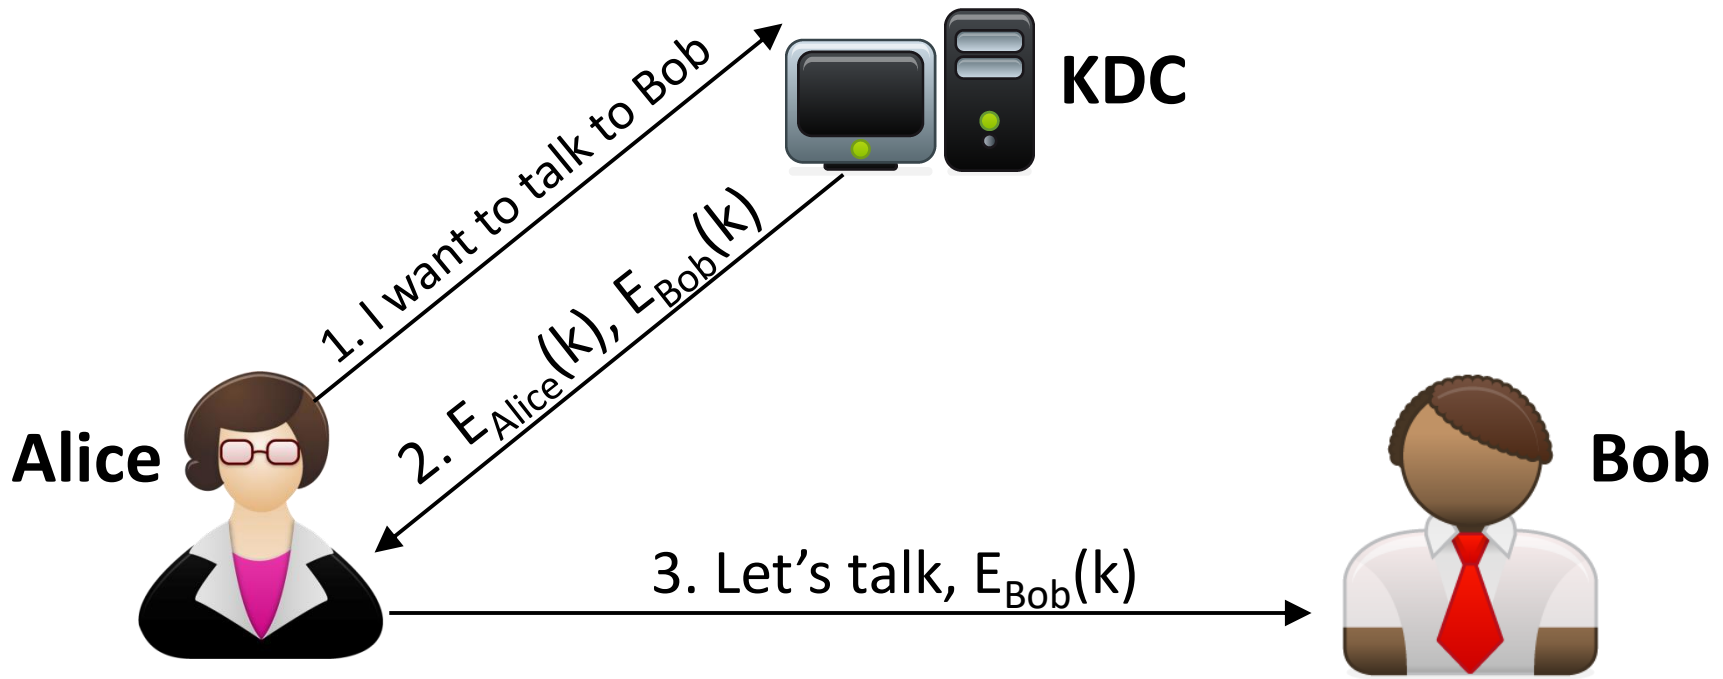 KDC
1. I want to talk to Bob
2. E_Alice(k), E_Bob(k)
Alice
Bob
3. Let's talk, E_Bob(k)